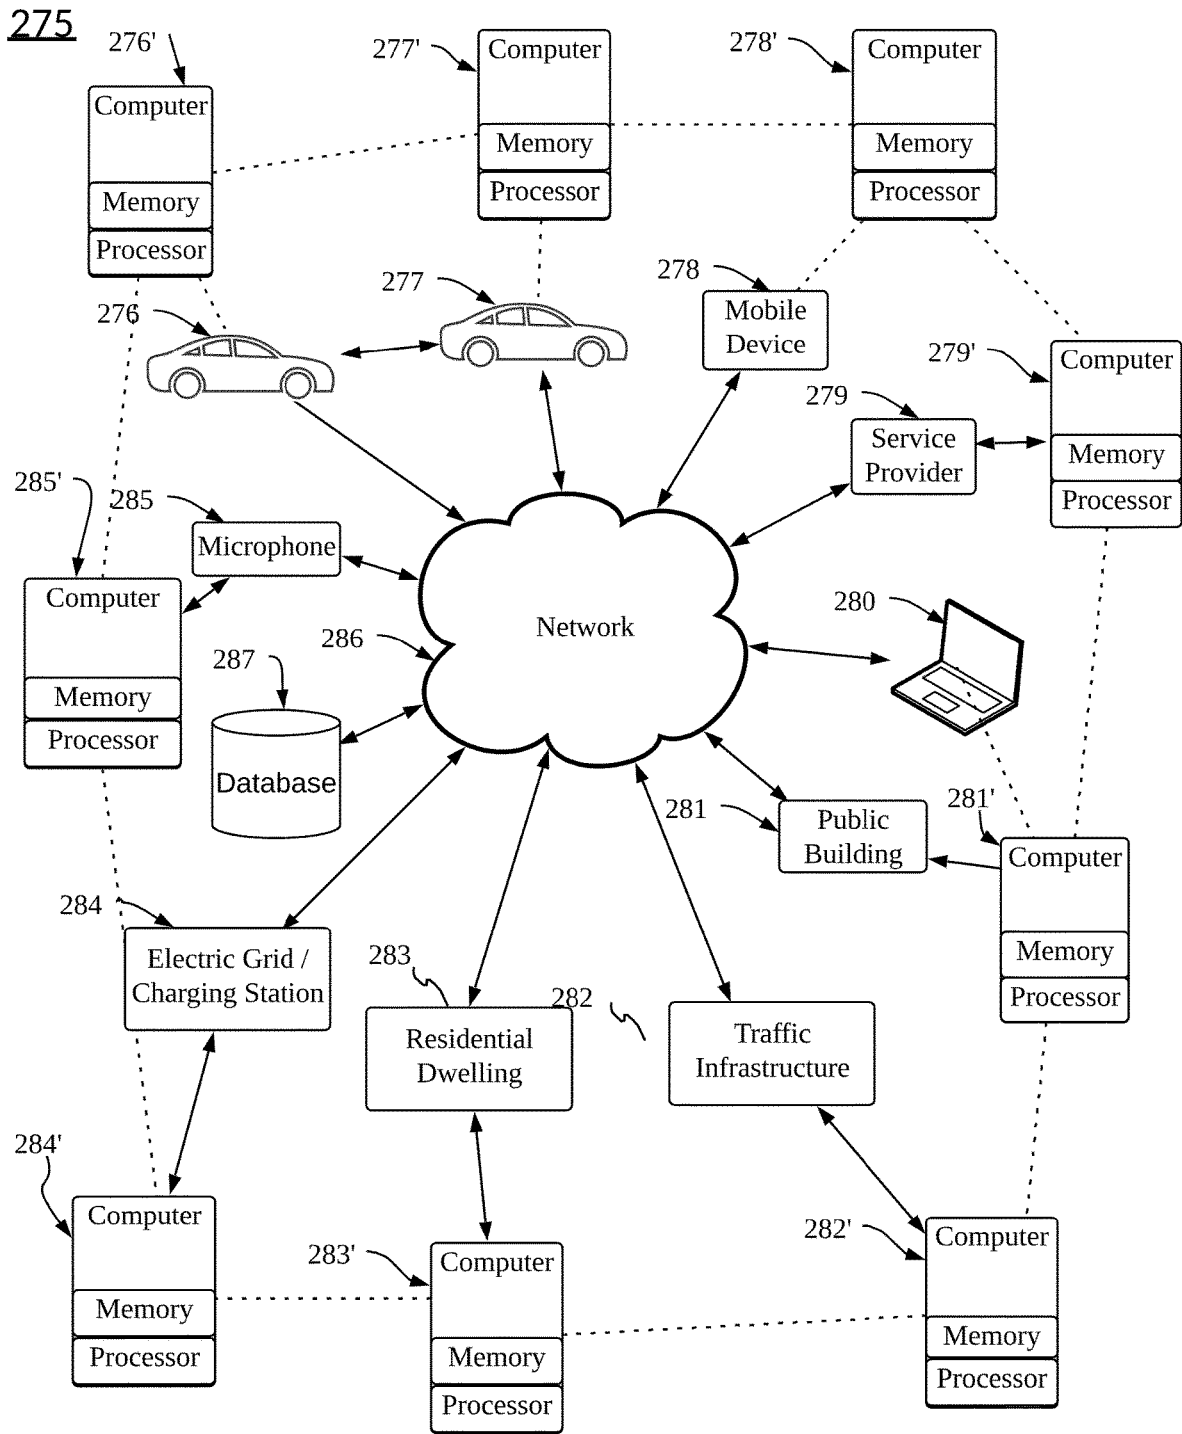 275
276'
277'
278'
Computer
Memory
Processor
Computer
Memory
Processor
Computer
Memory
Processor
276
277
278
Mobile
Device
279'
Computer
Memory
Processor
279
Service
Provider
285'
285
Microphone
Computer
Memory
Processor
286
Network
280
287
Database
281
Public
Building
281'
Computer
Memory
Processor
284
Electric Grid /
Charging Station
283
Residential
Dwelling
282
Traffic
Infrastructure
284'
Computer
Memory
Processor
283'
Computer
Memory
Processor
282'
Computer
Memory
Processor